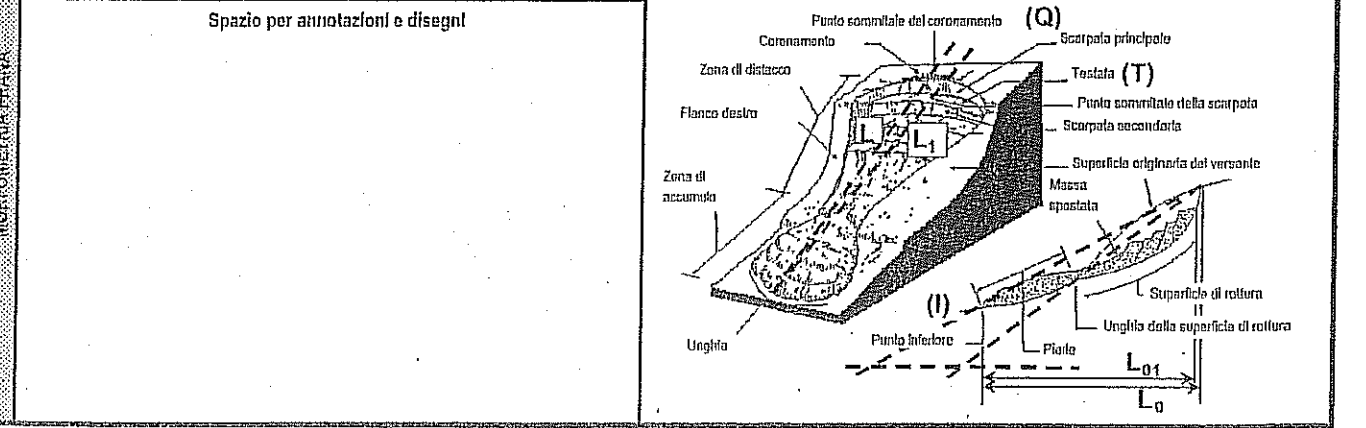 Spazio per annotazioni e disegni
Punto sommitale del coronamento (Q)
Coronamento
Scarpata principale
Zona di distacco
Testata (T)
Punto sommitale della scarpata
Fianco destro
Scarpata secondaria
L
L1
Superficie originaria del versante
Zona di
accumulo
Massa
spostata
Superficie di rottura
(I)
Unghia della superficie di rottura
Unghia
Punto inferiore
Piede
L01
L0